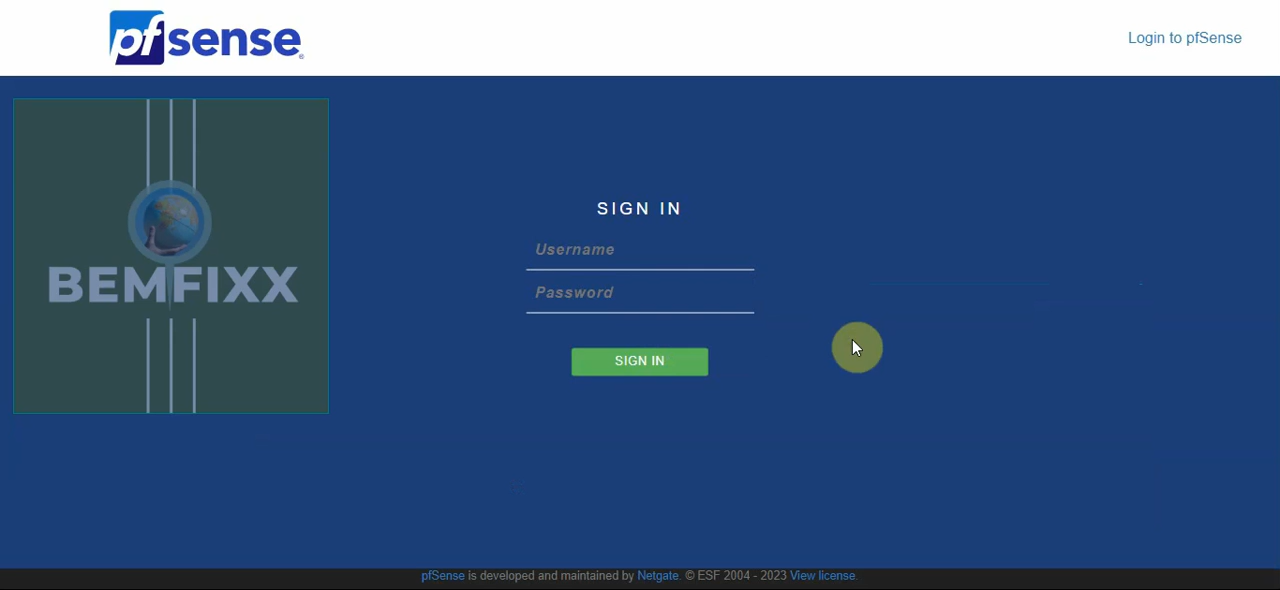 pfsense
Login to pfSense
BEMFIXX
SIGN IN
Username
Password
SIGN IN
pfSense is developed and maintained by Netgate. © ESF 2004 - 2023 View license.